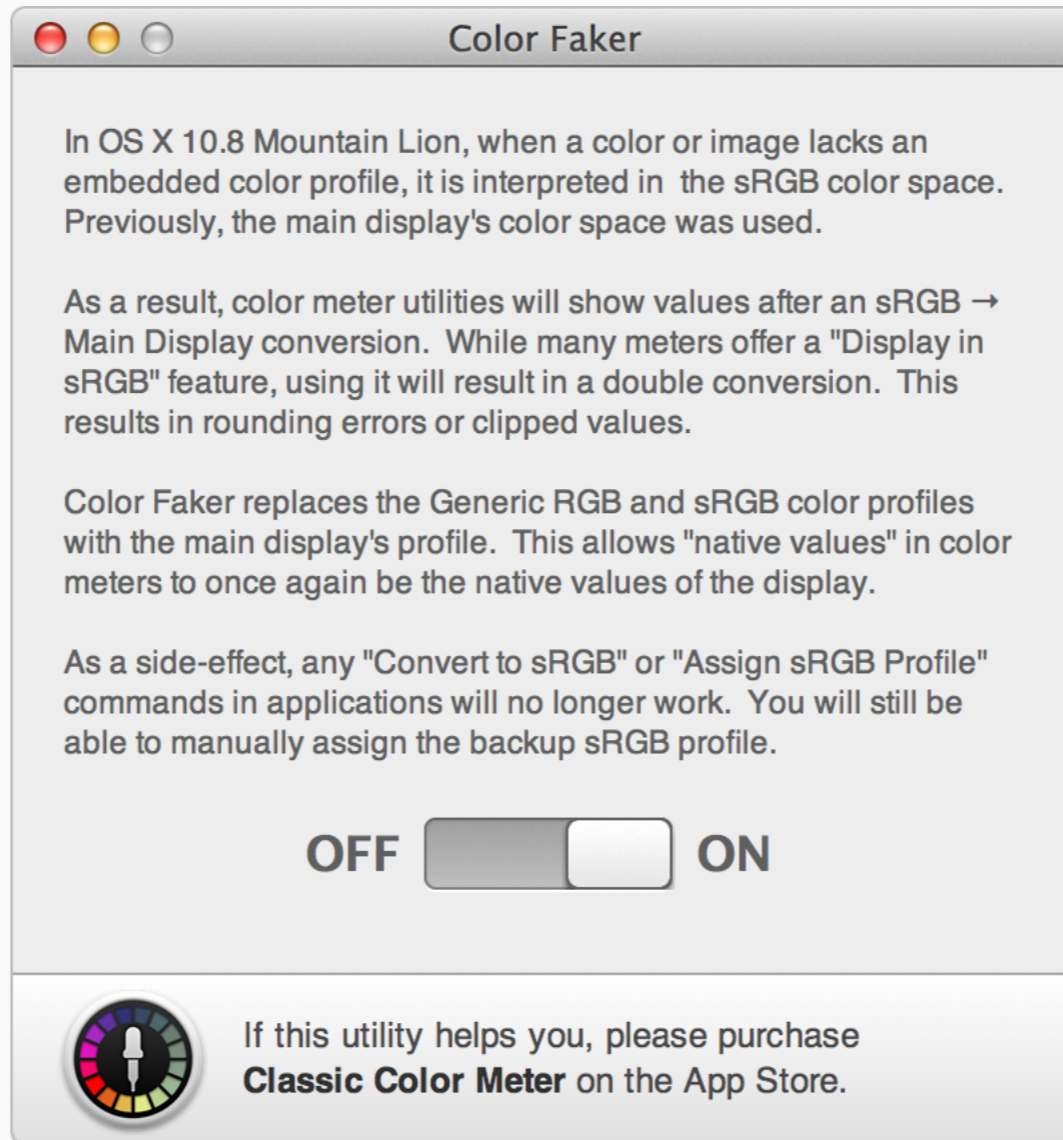 Color Faker
In OS X 10.8 Mountain Lion, when a color or image lacks an
embedded color profile, it is interpreted in  the sRGB color space.
Previously, the main display's color space was used.
As a result, color meter utilities will show values after an sRGB →
Main Display conversion.  While many meters offer a "Display in
sRGB" feature, using it will result in a double conversion.  This
results in rounding errors or clipped values.
Color Faker replaces the Generic RGB and sRGB color profiles
with the main display's profile.  This allows "native values" in color
meters to once again be the native values of the display.
As a side-effect, any "Convert to sRGB" or "Assign sRGB Profile"
commands in applications will no longer work.  You will still be
able to manually assign the backup sRGB profile.
OFF ON
If this utility helps you, please purchase
Classic Color Meter on the App Store.